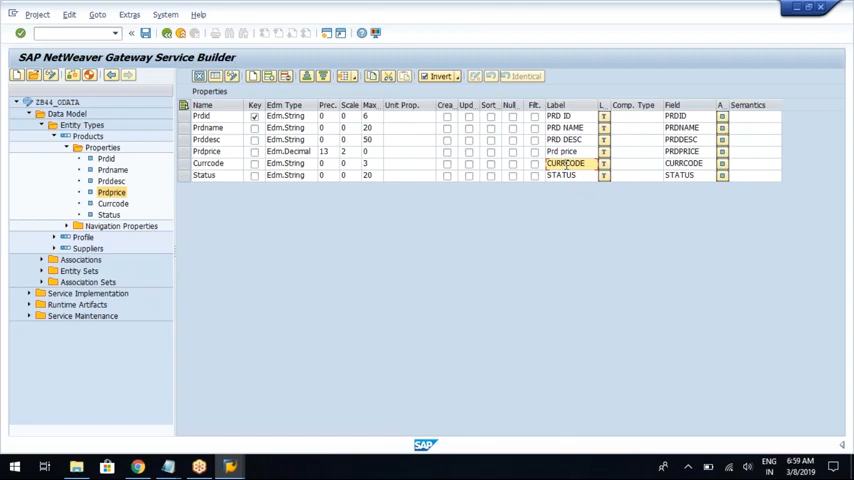 Project Edit Goto Extras System Help
SAP NetWeaver Gateway Service Builder
Invert Identical
Properties
Name Key Edm Type Prec. Scale Max_ Unit Prop. Crea_ Upd Sort_ Null_ Filt. Label L_ Comp. Type Field A_ Semantics
Prdid Edm.String 0 0 6 PRD ID T PRDID
Prdname Edm.String 0 0 20 PRD NAME T PRDNAME
Prddesc Edm.String 0 0 50 PRD DESC T PRDDESC
Prdprice Edm.Decimal 13 2 0 Prd price T PRDPRICE
Currcode Edm.String 0 0 3 CURRCODE T CURRCODE
Status Edm.String 0 0 20 STATUS T STATUS
ZB44_ODATA
Data Model
Entity Types
Products
Properties
Prdid
Prdname
Prddesc
Prdprice
Currcode
Status
Navigation Properties
Profile
Suppliers
Associations
Entity Sets
Association Sets
Service Implementation
Runtime Artifacts
Service Maintenance
SAP
ENG
IN
6:59 AM
3/8/2019